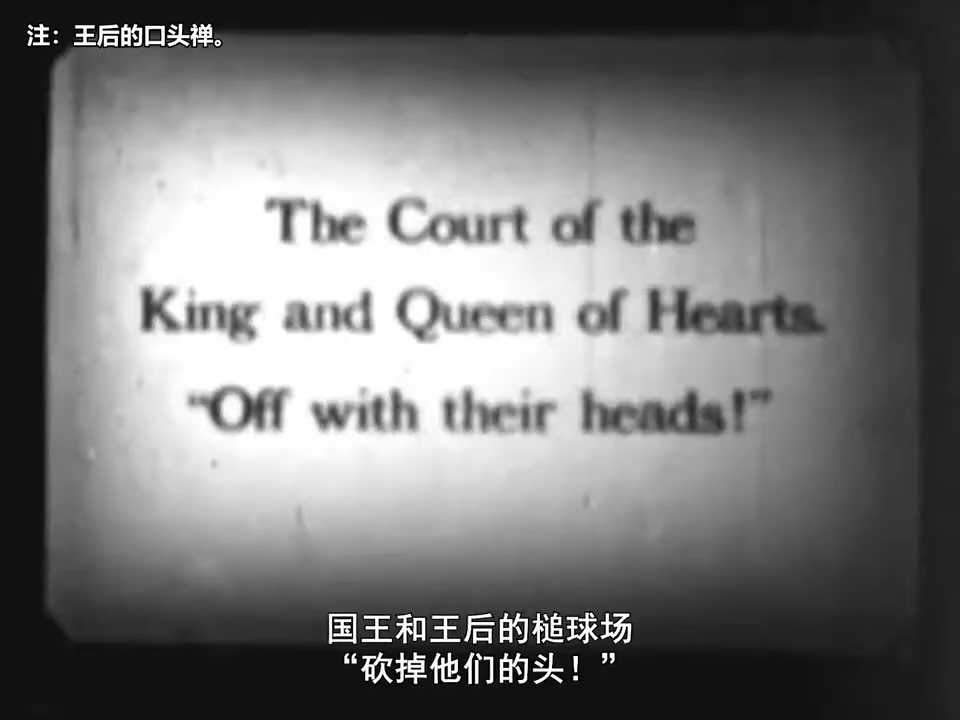 注：王后的口头禅。
The Court of the
King and Queen of Hearts.
“Off with their heads!”
国王和王后的槌球场
“砍掉他们的头！”